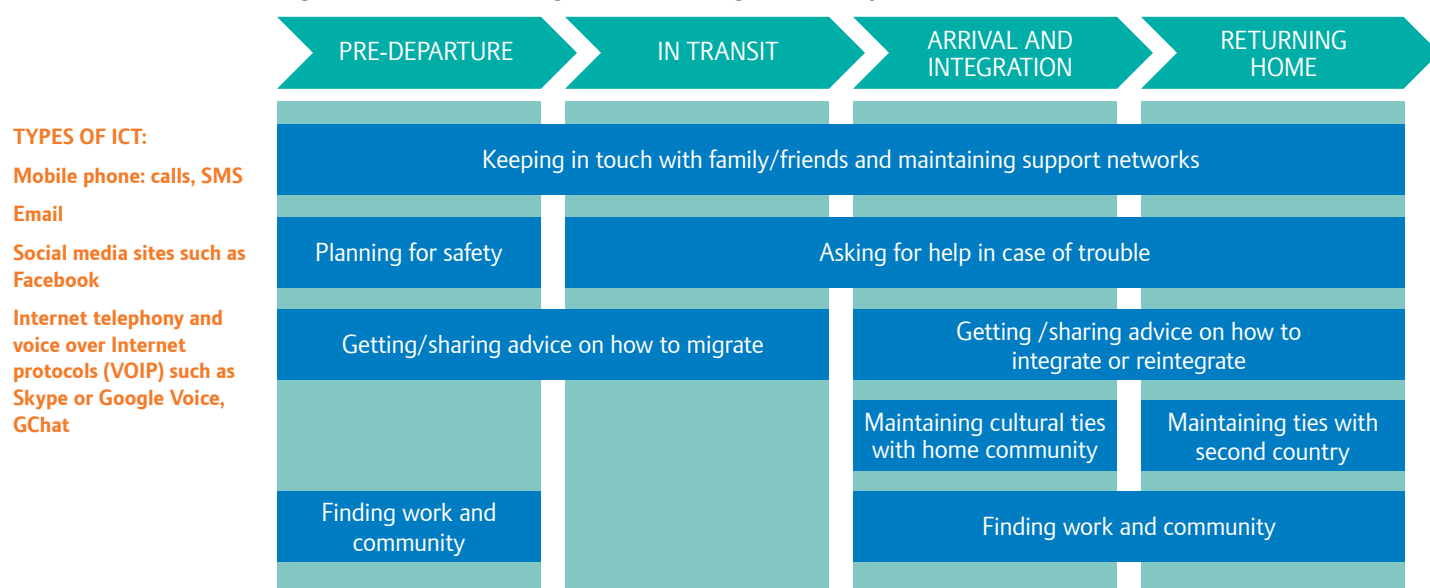 PRE-DEPARTURE
IN TRANSIT
ARRIVAL AND
INTEGRATION
RETURNING
HOME
TYPES OF ICT:
Mobile phone: calls, SMS
Email
Social media sites such as
Facebook
Internet telephony and
voice over Internet
protocols (VOIP) such as
Skype or Google Voice,
GChat
Keeping in touch with family/friends and maintaining support networks
Planning for safety
Asking for help in case of trouble
Getting/sharing advice on how to migrate
Getting /sharing advice on how to
integrate or reintegrate
Maintaining cultural ties
with home community
Maintaining ties with
second country
Finding work and
community
Finding work and community